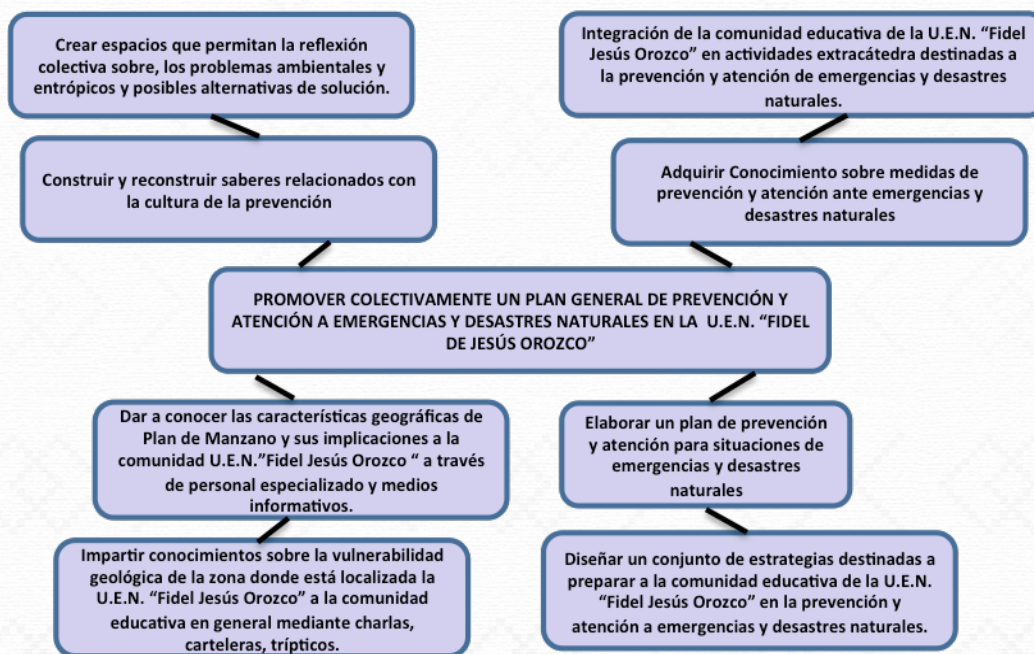 Crear espacios que permitan la reflexión
colectiva sobre, los problemas ambientales y
entrópicos y posibles alternativas de solución.
Integración de la comunidad educativa de la U.E.N. “Fidel
Jesús Orozco” en actividades extracátedra destinadas a
la prevención y atención de emergencias y desastres
naturales.
Construir y reconstruir saberes relacionados con
la cultura de la prevención
Adquirir Conocimiento sobre medidas de
prevención y atención ante emergencias y
desastres naturales
PROMOVER COLECTIVAMENTE UN PLAN GENERAL DE PREVENCIÓN Y
ATENCIÓN A EMERGENCIAS Y DESASTRES NATURALES EN LA U.E.N. “FIDEL
DE JESÚS OROZCO”
Dar a conocer las características geográficas de
Plan de Manzano y sus implicaciones a la
comunidad U.E.N.”Fidel Jesús Orozco “ a través
de personal especializado y medios
informativos.
Elaborar un plan de prevención
y atención para situaciones de
emergencias y desastres
naturales
Impartir conocimientos sobre la vulnerabilidad
geológica de la zona donde está localizada la
U.E.N. “Fidel Jesús Orozco” a la comunidad
educativa en general mediante charlas,
carteleras, trípticos.
Diseñar un conjunto de estrategias destinadas a
preparar a la comunidad educativa de la U.E.N.
“Fidel Jesús Orozco” en la prevención y
atención a emergencias y desastres naturales.